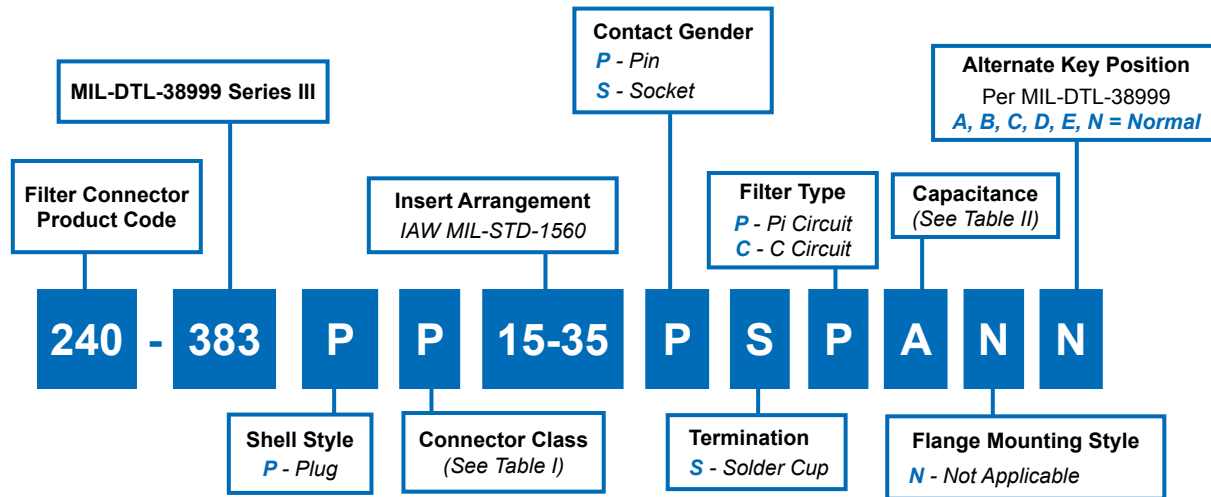 Contact Gender
P - Pin
S - Socket
Alternate Key Position
Per MIL-DTL-38999
A, B, C, D, E, N = Normal
MIL-DTL-38999 Series III
Filter Connector
Product Code
Insert Arrangement
IAW MIL-STD-1560
Filter Type
P - Pi Circuit
C - C Circuit
Capacitance
(See Table II)
240 - 383 P P 15-35 P S P A N N
Shell Style
P - Plug
Connector Class
(See Table I)
Termination
S - Solder Cup
Flange Mounting Style
N - Not Applicable